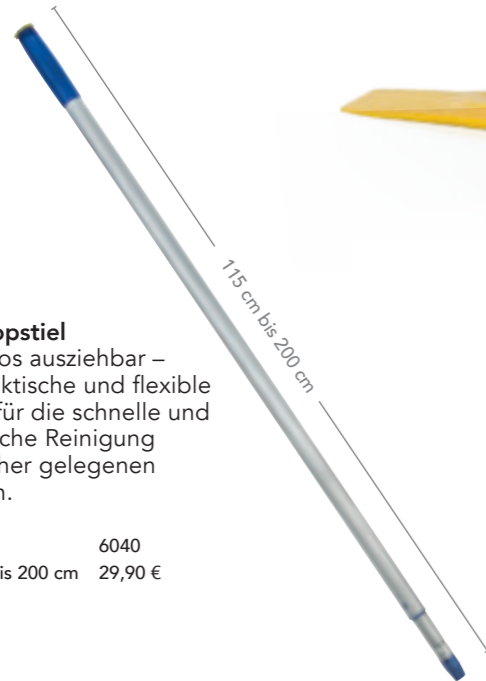 115 cm bis 200 cm
opstiel
os ausziehbar –
ktische und flexible
für die schnelle und
che Reinigung
her gelegenen
n.
6040
is 200 cm 29,90 €